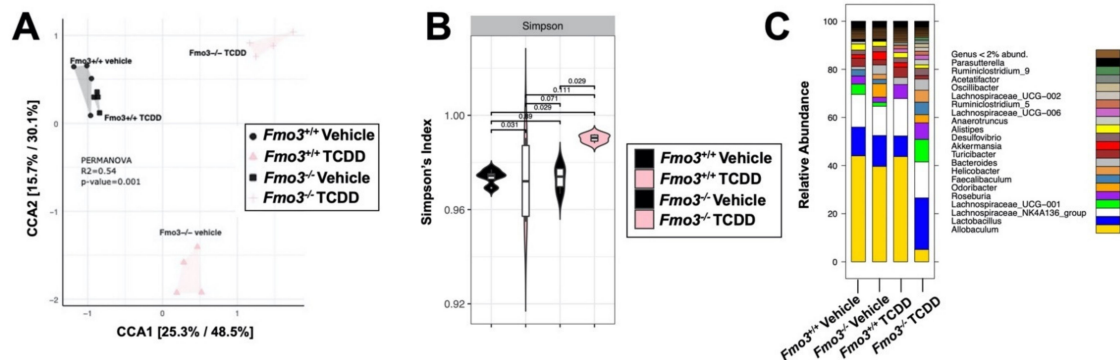 A
Fmo3−/− TCDD
Fmo3+/+ vehicle
Fmo3+/+ TCDD
PERMANOVA
R2=0.54
p-value=0.001
Fmo3−/− vehicle
CCA2 [15.7% / 30.1%]
1
0
−1
−2
−1
0
1
CCA1 [25.3% / 48.5%]
Fmo3+/+ Vehicle
Fmo3+/+ TCDD
Fmo3-/- Vehicle
Fmo3-/- TCDD
B
Simpson
0.029
0.111
0.071
0.029
0.031
Simpson's Index
1.00
0.96
0.92
Fmo3+/+ Vehicle
Fmo3+/+ TCDD
Fmo3-/- Vehicle
Fmo3-/- TCDD
C
Relative Abundance
100
80
60
40
20
0
Fmo3+/+ Vehicle
Fmo3-/- Vehicle
Fmo3+/+ TCDD
Fmo3-/- TCDD
Genus < 2% abund.
Parasutterella
Ruminiclostridium_9
Acetatifactor
Oscillibacter
Lachnospiraceae_UCG-002
Ruminiclostridium_5
Lachnospiraceae_UCG-006
Anaerotruncus
Alistipes
Desulfovibrio
Akkermansia
Turicibacter
Bacteroides
Helicobacter
Faecalibaculum
Odoribacter
Roseburia
Lachnospiraceae_UCG-001
Lachnospiraceae_NK4A136_group
Lactobacillus
Allobaculum